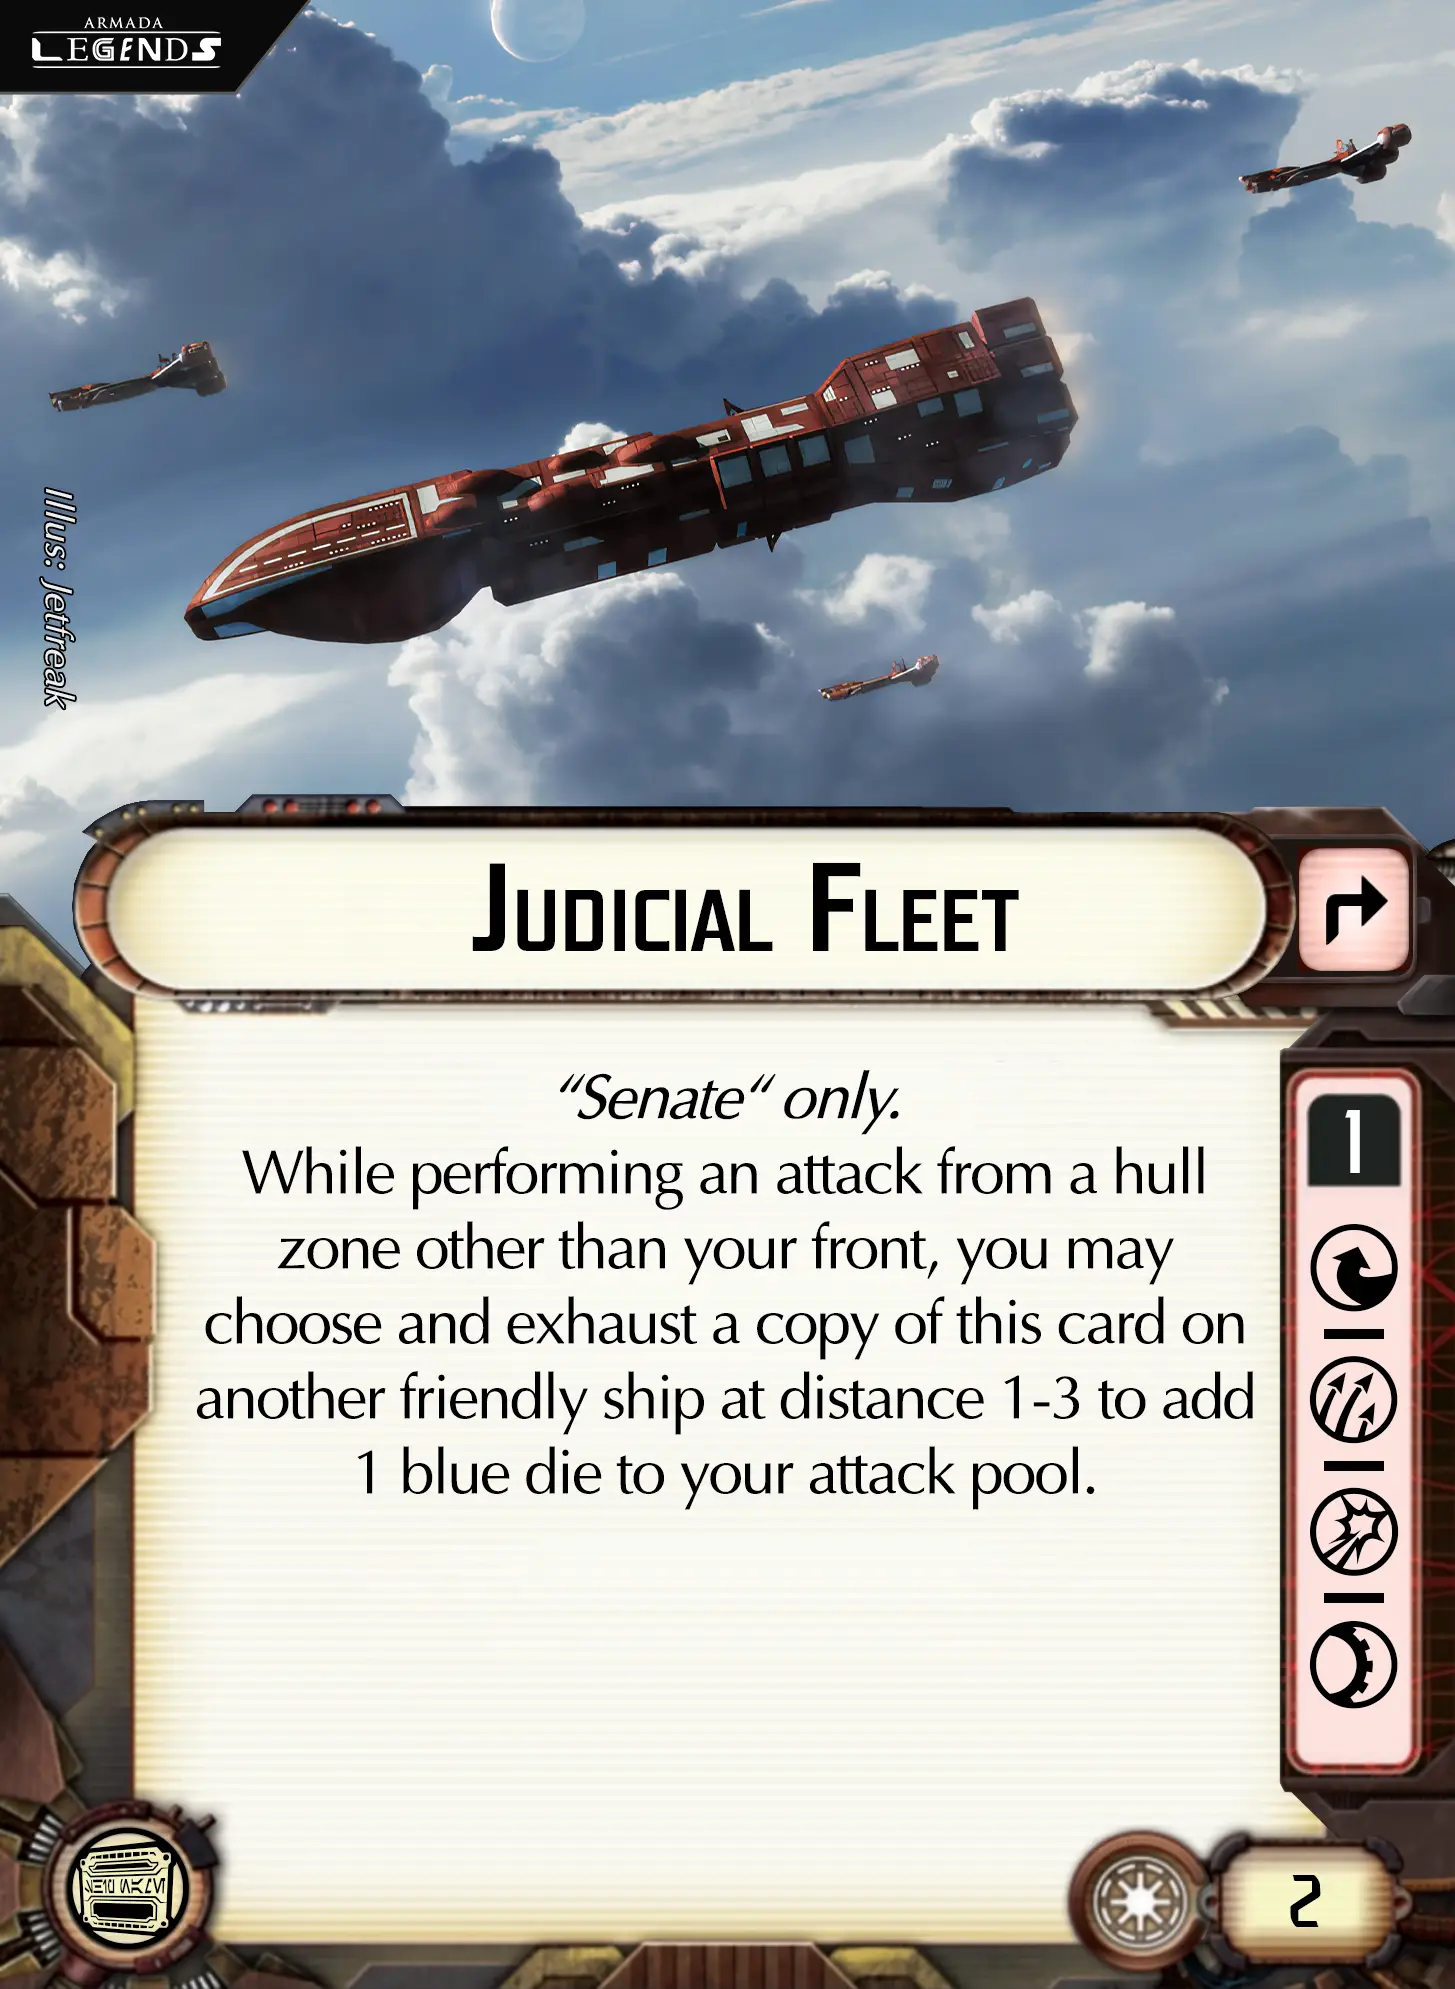 ARMADA
LEGENDS
Illus: Jetfreak
JUDICIAL FLEET
“Senate“ only.
While performing an attack from a hull
zone other than your front, you may
choose and exhaust a copy of this card on
another friendly ship at distance 1-3 to add
1 blue die to your attack pool.
1
2